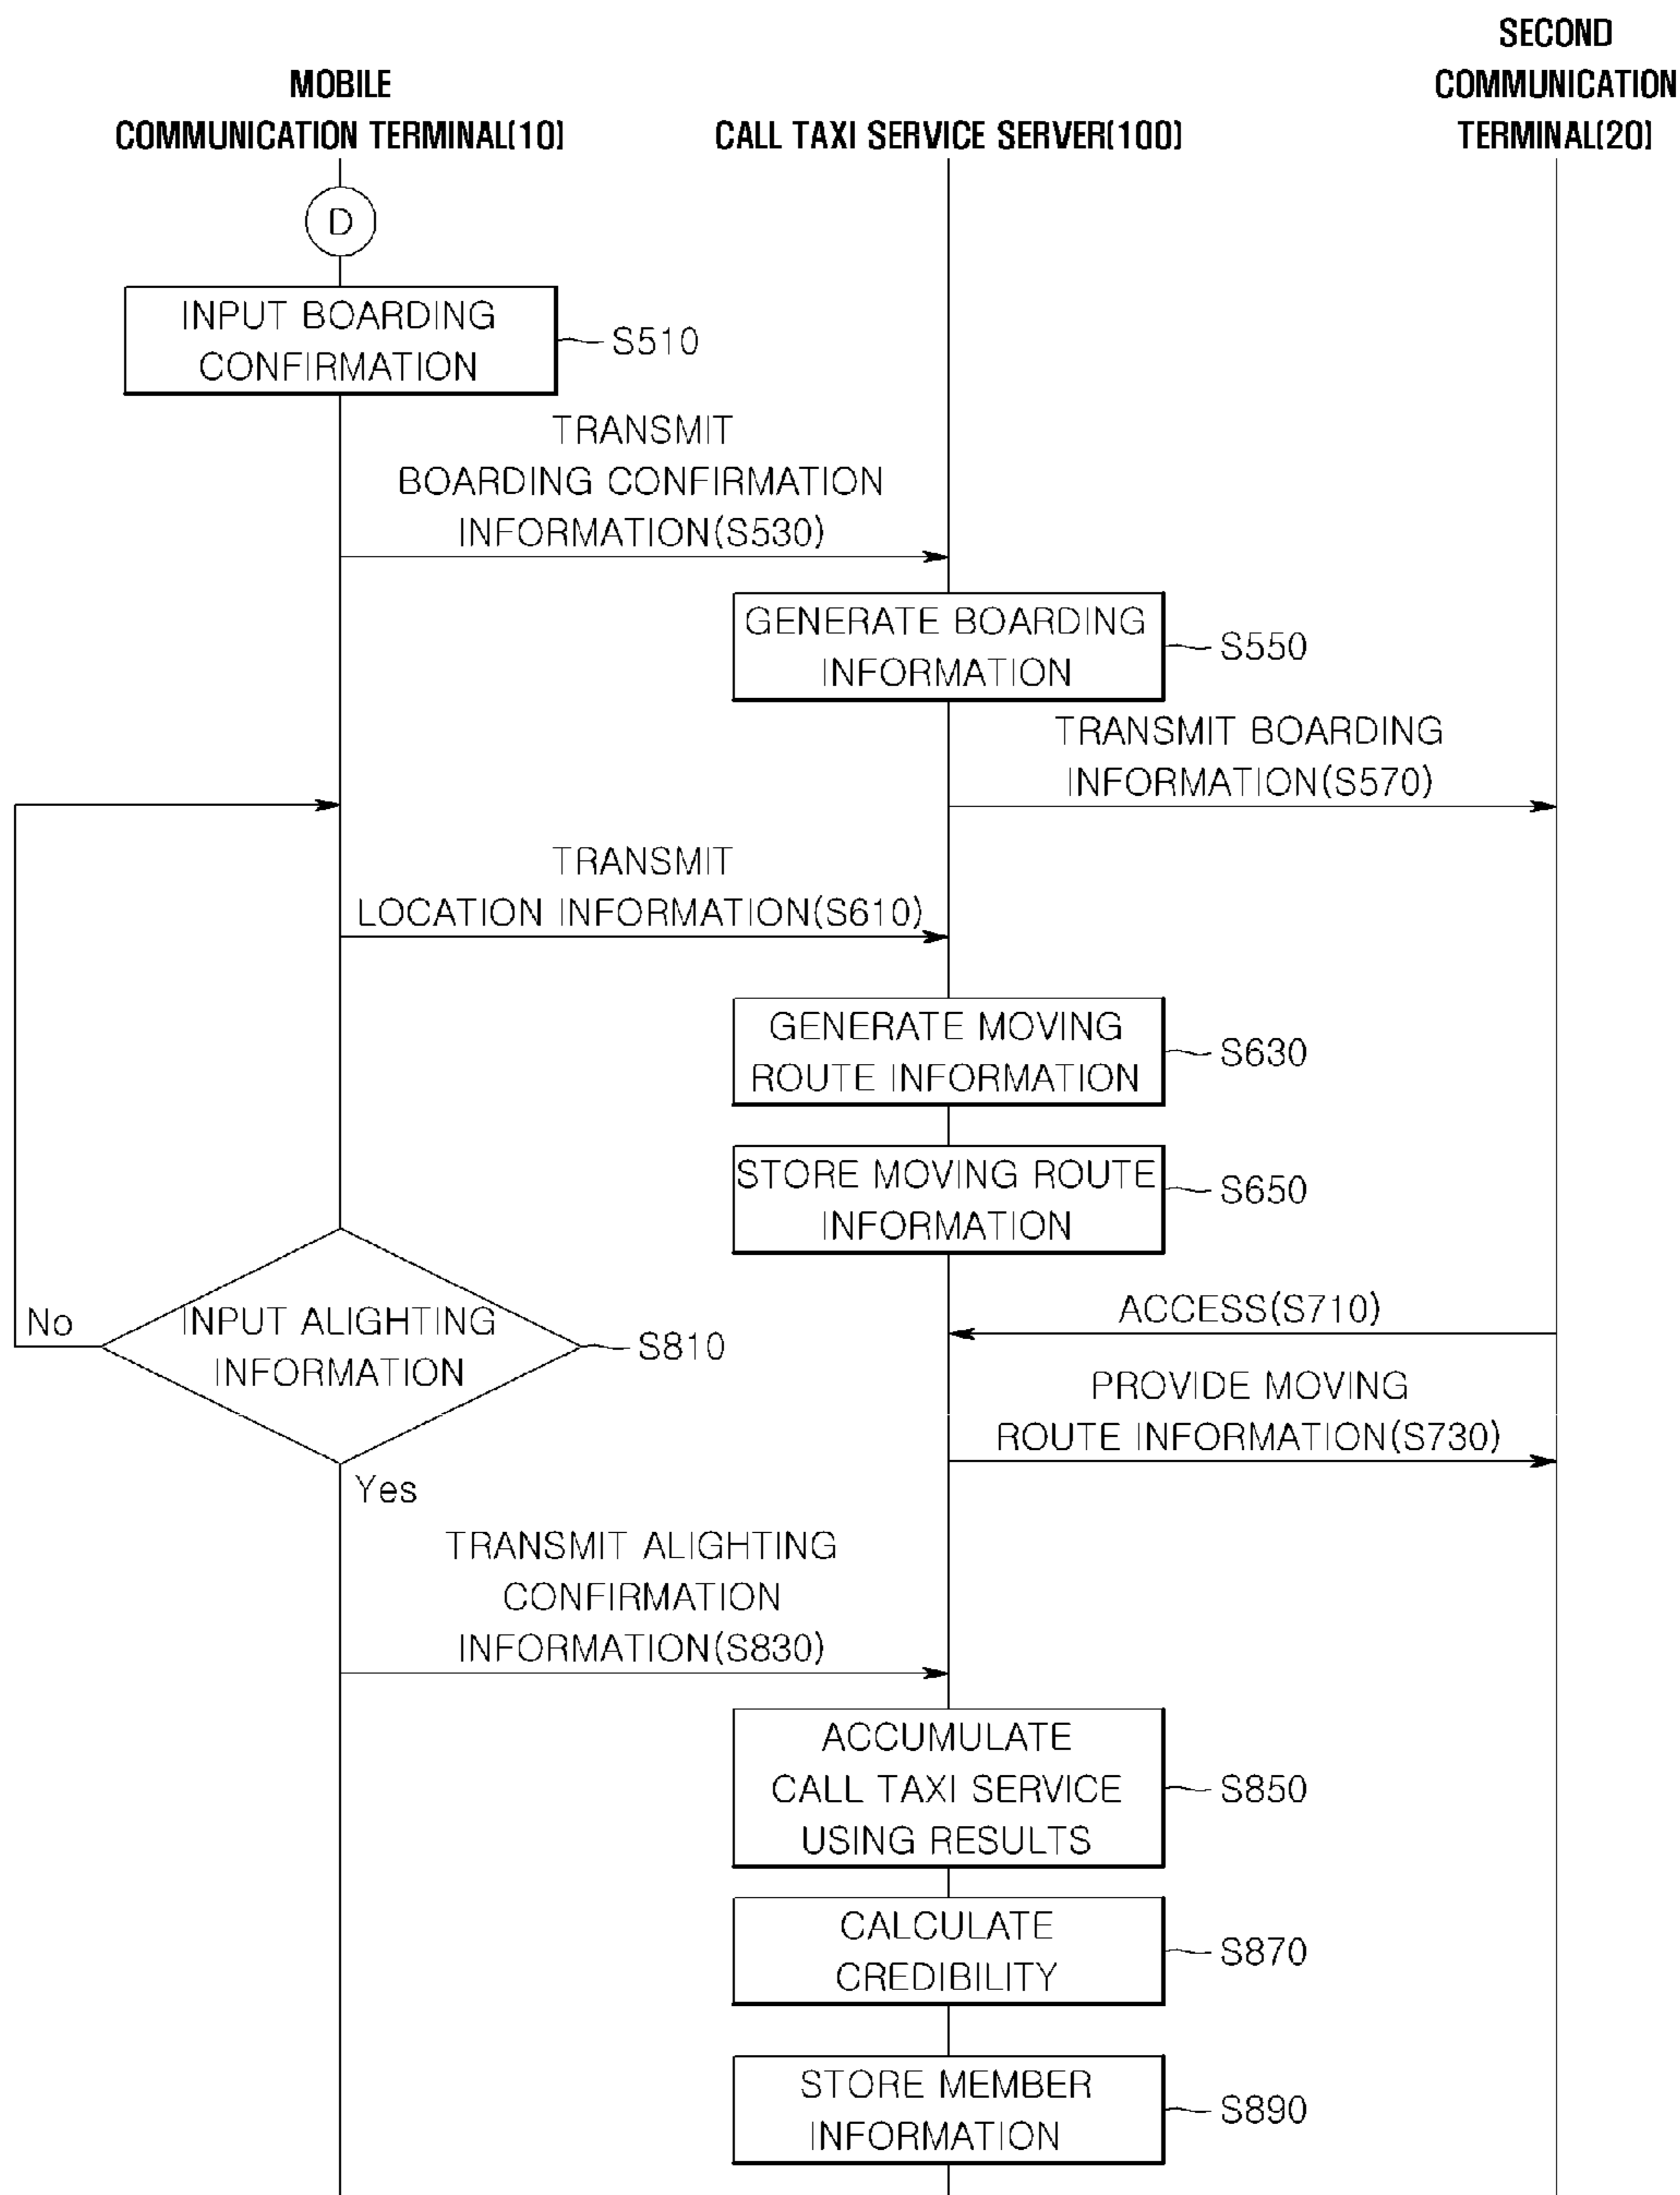 SECOND
COMMUNICATION
TERMINAL(20)
MOBILE
COMMUNICATION TERMINAL(10)
CALL TAXI SERVICE SERVER(100)
D
INPUT BOARDING
CONFIRMATION
S510
TRANSMIT
BOARDING CONFIRMATION
INFORMATION(S530)
GENERATE BOARDING
INFORMATION
S550
TRANSMIT BOARDING
INFORMATION(S570)
TRANSMIT
LOCATION INFORMATION(S610)
GENERATE MOVING
ROUTE INFORMATION
S630
STORE MOVING ROUTE
INFORMATION
S650
ACCESS(S710)
No
INPUT ALIGHTING
INFORMATION
S810
PROVIDE MOVING
ROUTE INFORMATION(S730)
Yes
TRANSMIT ALIGHTING
CONFIRMATION
INFORMATION(S830)
ACCUMULATE
CALL TAXI SERVICE
USING RESULTS
S850
CALCULATE
CREDIBILITY
S870
STORE MEMBER
INFORMATION
S890